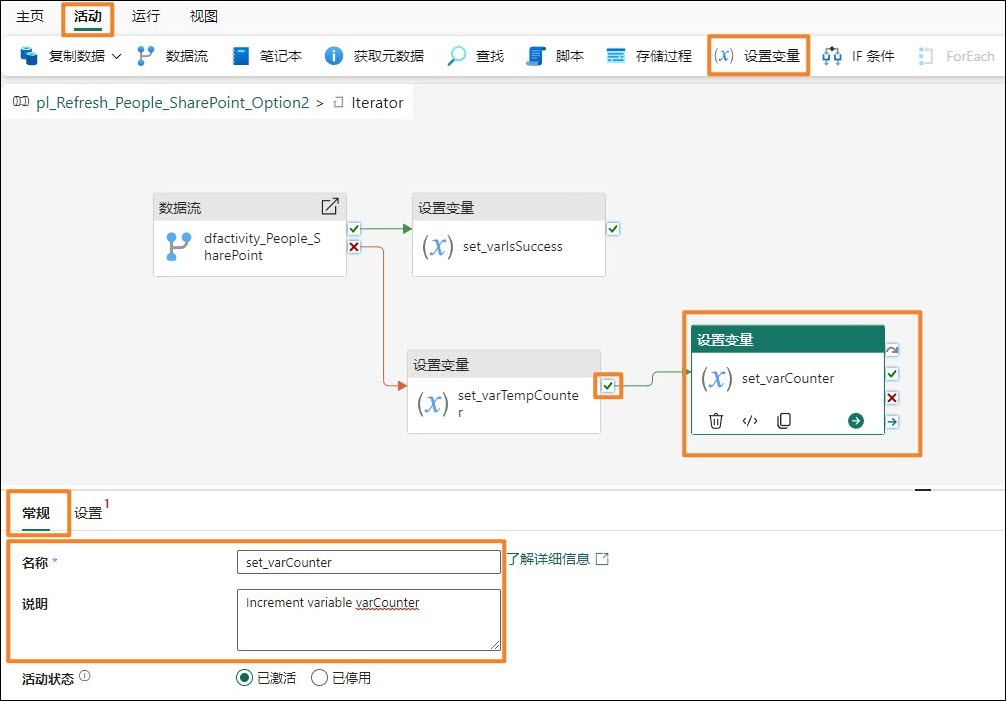 主页 活动 运行 视图
复制数据 数据流 笔记本 获取元数据 查找 脚本 存储过程 (x) 设置变量 IF 条件 ForEach
pl_Refresh_People_SharePoint_Option2 > Iterator
数据流
dfactivity_People_S
harePoint
设置变量
(x) set_varIsSuccess
设置变量
(x) set_varTempCounte
r
设置变量
(x) set_varCounter
</>
常规 设置 1
名称 * set_varCounter 了解详细信息
说明 Increment variable varCounter
活动状态 已激活 已停用